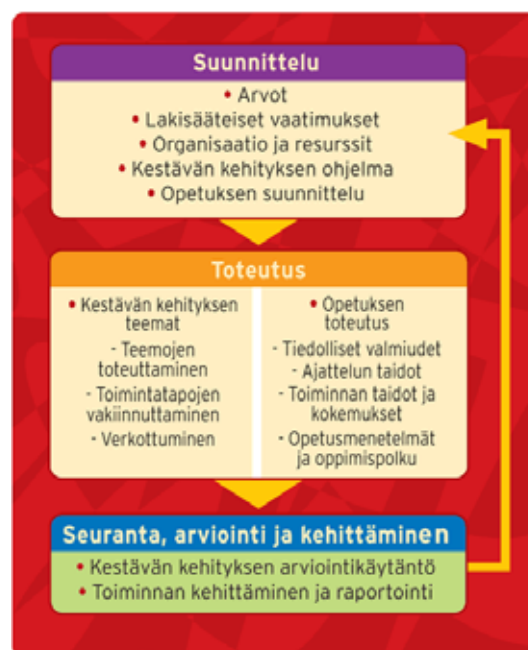 Suunnittelu
• Arvot
• Lakisääteiset vaatimukset
• Organisaatio ja resurssit
• Kestävän kehityksen ohjelma
• Opetuksen suunnittelu
Toteutus
• Kestävän kehityksen
teemat
- Teemojen
toteuttaminen
- Toimintatapojen
vakiinnuttaminen
- Verkottuminen
• Opetuksen
toteutus
- Tiedolliset valmiudet
- Ajattelun taidot
- Toiminnan taidot ja
kokemukset
- Opetusmenetelmät
ja oppimispolku
Seuranta, arviointi ja kehittäminen
• Kestävän kehityksen arviointikäytäntö
• Toiminnan kehittäminen ja raportointi